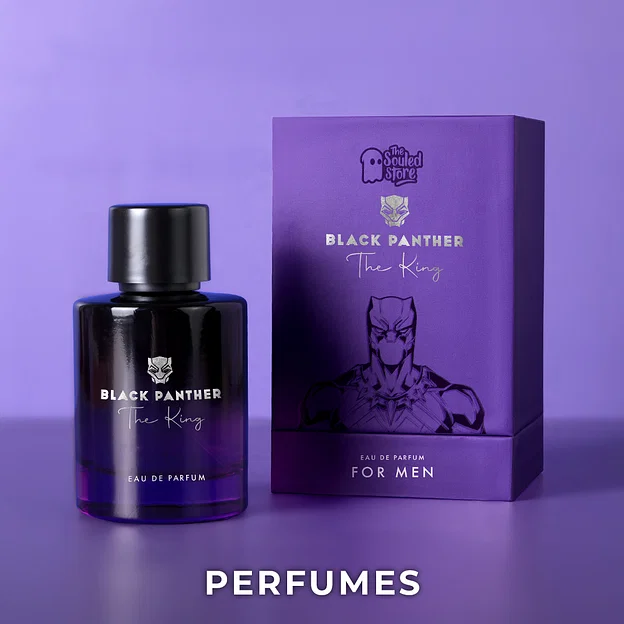 BLACK PANTHER
The King
EAU DE PARFUM
The
Souled
Store
BLACK PANTHER
The King
EAU DE PARFUM
FOR MEN
PERFUMES